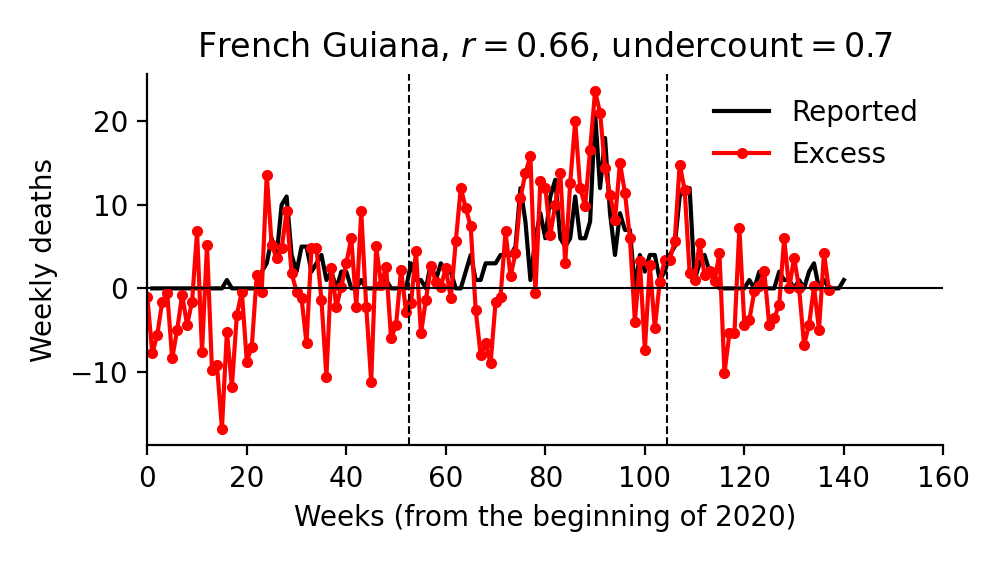 French Guiana, r = 0.66, undercount = 0.7
Weekly deaths
20
10
0
−10
Reported
Excess
0 20 40 60 80 100 120 140 160
Weeks (from the beginning of 2020)